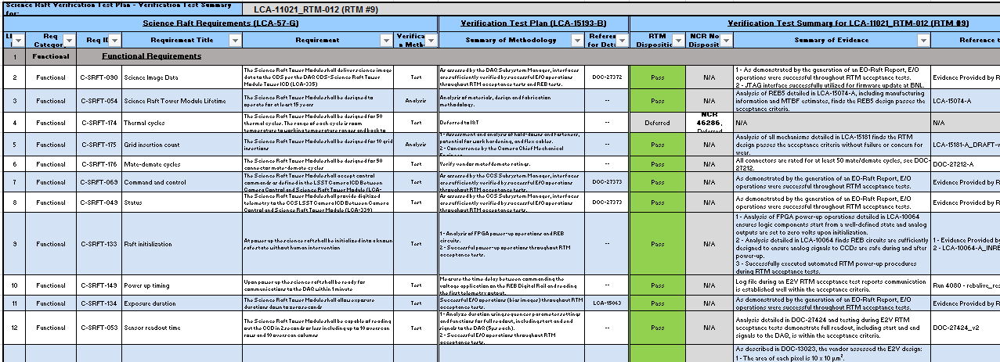 Science Raft Verification Test Plan - Verification Test Summary for: LCA-11021_RTM-012 (RTM #9)
Science Raft Requirements (LCA-57-G) Verification Test Plan (LCA-15193-B) Verification Test Summary for LCA-11021_RTM-012 (RTM #9)
Req Categor Req ID Requirement Title Requirement Verifica n Meth Summary of Methodology Referen for Det RTM Dispositi NCR No Disposit Summary of Evidence Reference t
1 Functional Functional Requirements
2 Functional C-SRFT-090 Science Image Data
The Science Raft Module shall deliver science image
data to the CDS per the DAQ CDS-Science Raft Tower
Module Tower ICD (LCA-335)
Test
As assessed by the DAQ Subsystem Manager, interfaces
are sufficiently verified by successful E/O operations
throughout RTM acceptance tests and REB tests.
DOC-27372 Pass N/A
1 - As demonstrated by the generation of an EO-Raft Report, E/O
operations were successful throughout RTM acceptance tests.
2 - JTAG interface successfully utilized for firmware update at BNL.
Evidence Provided by R
3 Functional C-SRFT-054 Science Raft Tower Module Lifetime
The Science Raft Tower Module shall be designed to
operate for at least 15 years
Analysis
Analysis of materials, design and fabrication
methodology.
-- Pass N/A
Analysis of REB5 detailed in LCA-15074-A, including manufacturing
information and MTBF estimates, finds the REB5 design passes the
acceptance criteria.
LCA-15074-A
4 Functional C-SRFT-174 Thermal cycles
The Science Raft Tower Module shall be designed for 50
thermal cycles. The range of each cycle is room
temperature to working temperature ranges and back to
Test Deferred to I&T -- Deferred
NCR
46286,
Deferred
N/A N/A
5 Functional C-SRFT-175 Grid insertion count
The Science Raft Tower Module shall be designed for 10 grid
insertions
Analysis
1 - Assessment and analysis of hold-downs and fasteners,
potential for work hardening, and flex cables.
2 - Concurrence by the Camera Chief Mechanical
Engineer
-- Pass N/A
Analysis of all mechanisms detailed in LCA-15181 finds the RTM
design passes the acceptance criteria without failure or concern for
wear.
LCA-15181-A_DRAFT-v
6 Functional C-SRFT-176 Mate-demate cycles
The Science Raft Tower Module shall be designed for 50
connector mate-demate cycles
Test Verify vendor mate/demate ratings. -- Pass N/A
All connectors are rated for at least 50 mate/demate cycles, see DOC-
27212.
DOC-27212-A
7 Functional C-SRFT-069 Command and control
The Science Raft Tower Module shall accept control
commands as defined in the LSST Camera ICD Between
Camera Control and Science Raft Tower Module (LCA-
Test
As assessed by the CCS Subsystem Manager, interfaces
are sufficiently verified by successful E/O operations
throughout RTM acceptance tests.
DOC-27373 Pass N/A
As demonstrated by the generation of an EO-Raft Report, E/O
operations were successful throughout RTM acceptance tests.
Evidence Provided by R
8 Functional C-SRFT-049 Status
The Science Raft Tower Module shall provide digitized
telemetry to the CCS LSST Camera ICD Between Camera
Control and Science Raft Tower Module (LCA-339)
Test
As assessed by the CCS Subsystem Manager, interfaces
are sufficiently verified by successful E/O operations
throughout RTM acceptance tests.
DOC-27373 Pass N/A
As demonstrated by the generation of an EO-Raft Report, E/O
operations were successful throughout RTM acceptance tests.
Evidence Provided by R
9 Functional C-SRFT-133 Raft initialization
At power up the science raft shall be initialized into a known
safe state without human intervention
Test
1 - Analysis of FPGA power-up operations and REB
circuits.
2 - Successful power-up operations throughout RTM
acceptance tests.
-- Pass N/A
1 - Analysis of FPGA power-up operations detailed in LCA-10064
ensures logic components start from a well-defined state and analog
outputs are set to zero volts upon initialization.
2 - Analysis detailed in LCA-10064 finds REB circuits are sufficiently
designed to ensure analog signals to CCDs are safe during and after
power-up.
3 - Successfully executed automated RTM power-up procedures
during RTM acceptance tests.
1 - Evidence Provided by
2 - LCA-10064-A_INRE
10 Functional C-SRFT-149 Power up timing
Upon power up the science raft shall be ready for
communications to the DAQ within 1 minute
Test
Measure the time delay between commanding the
voltage application on the REB Digital Rail and reading
the first telemetry output.
-- Pass N/A
Log file during an E2V RTM acceptance test reports communication
is established well within the acceptance criteria.
Run 4080 - rebalive_res
11 Functional C-SRFT-134 Exposure duration
The Science Raft Module shall allow exposure
durations down to zero seconds
Test
Successful E/O operations (bias images) throughout RTM
acceptance tests.
LCA-15063 Pass N/A
As demonstrated by the generation of an EO-Raft Report, E/O
operations were successful throughout RTM acceptance tests.
Evidence Provided by R
12 Functional C-SRFT-053 Sensor readout time
The Science Raft Module shall be capable of reading
out the CCD in 2 seconds or less including up to 10 overscan
rows and 10 overscan columns
Test
1 - Analyze duration using sequencer parameter settings
and functions for full readout, including start and end
signals to the DAQ (5µs each).
2 - Successful E/O operations throughout RTM
acceptance tests.
-- Pass N/A
Analysis detailed in DOC-27424 and testing during E2V RTM
acceptance tests demonstrate full readout, including start and end
signals to the DAQ, is within the acceptance criteria.
DOC-27480_v2
As described in DOC-13023, the vendor assessed the E2V design:
1 - The area of each pixel is 10 x 10 µm².